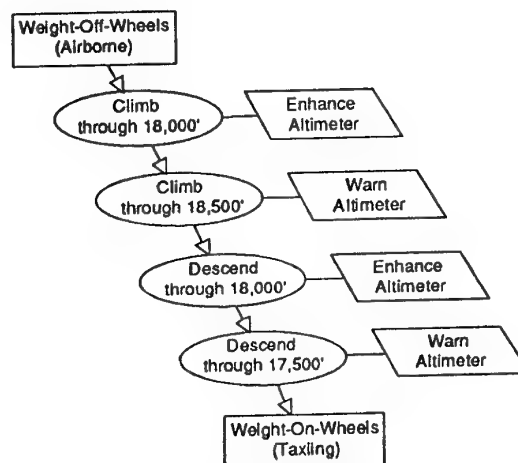 Weight-Off-Wheels
(Airborne)
Climb
through 18,000'
Enhance
Altimeter
Climb
through 18,500'
Warn
Altimeter
Descend
through 18,000'
Enhance
Altimeter
Descend
through 17,500'
Warn
Altimeter
Weight-On-Wheels
(Taxiing)